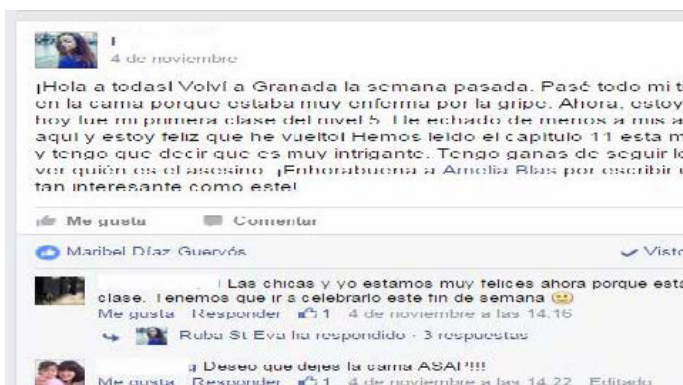 4 de noviembre
¡Hola a todas! Volví a Granada la semana pasada. Pasé todo mi ti
en la cama porque estaba muy enferma por la gripe. Ahora, estoy
hoy fue mi primera clase del nivel 5. He echado de menos a mis a
aquí y estoy feliz que he vuelto! Hemos leído el capítulo 11 esta m
y tengo que decir que es muy intrigante. Tengo ganas de seguir le
ver quién es el asesino. ¡Enhorabuena a Amelia Blas por escribir u
tan interesante como este!
Me gusta Comentar
Maribel Díaz Guervós Visto
Las chicas y yo estamos muy felices ahora porque está
clase. Tenemos que ir a celebrarlo este fin de semana
Me gusta Responder 1 4 de noviembre a las 14:16
Ruba St Eva ha respondido · 3 respuestas
Deseo que dejes la cama ASAP!!!
Me gusta Responder 1 4 de noviembre a las 14:22 Editado